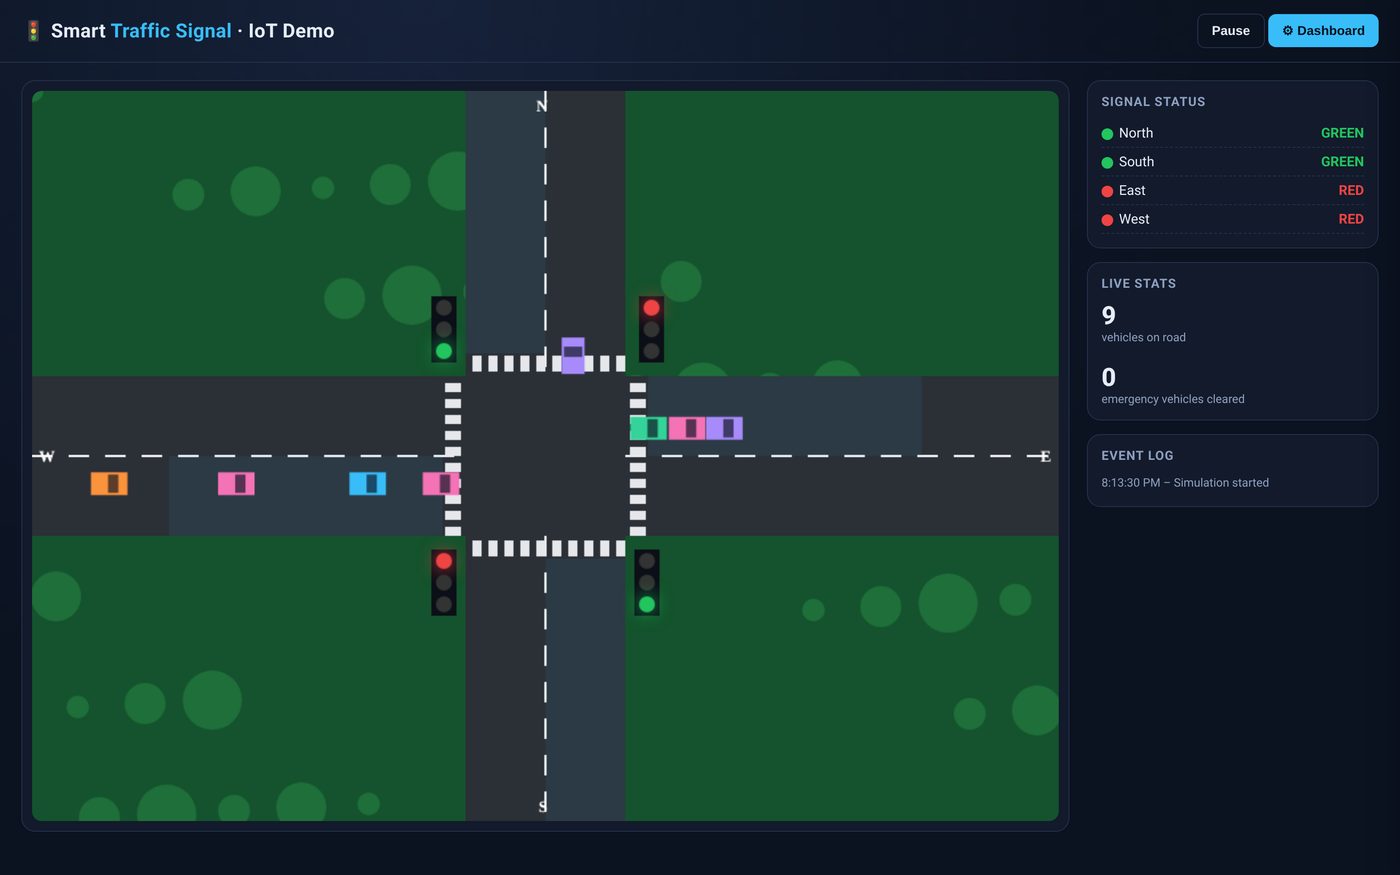 🚦 Smart Traffic Signal · IoT Demo
Pause
⚙ Dashboard
N
W
E
S
SIGNAL STATUS
North GREEN
South GREEN
East RED
West RED
LIVE STATS
9
vehicles on road
0
emergency vehicles cleared
EVENT LOG
8:13:30 PM – Simulation started